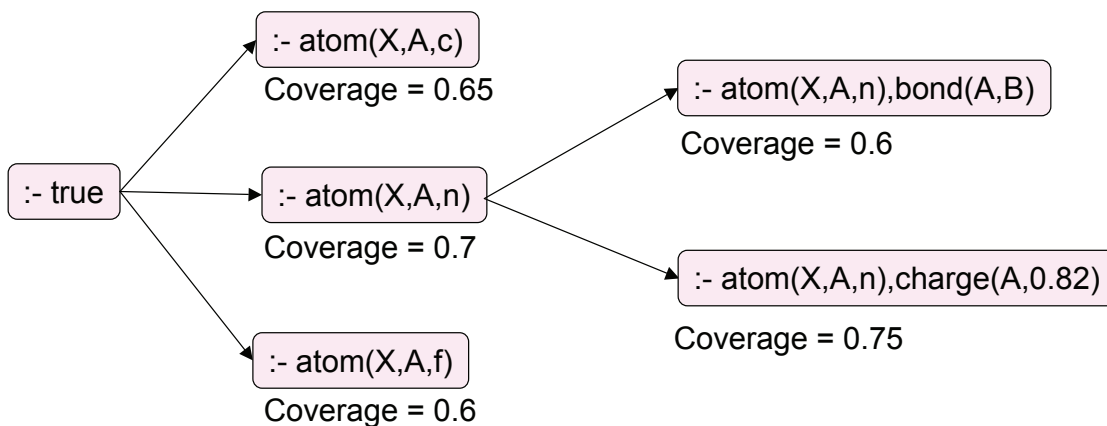 :- true
:- atom(X,A,c)
Coverage = 0.65
:- atom(X,A,n)
Coverage = 0.7
:- atom(X,A,f)
Coverage = 0.6
:- atom(X,A,n),bond(A,B)
Coverage = 0.6
:- atom(X,A,n),charge(A,0.82)
Coverage = 0.75